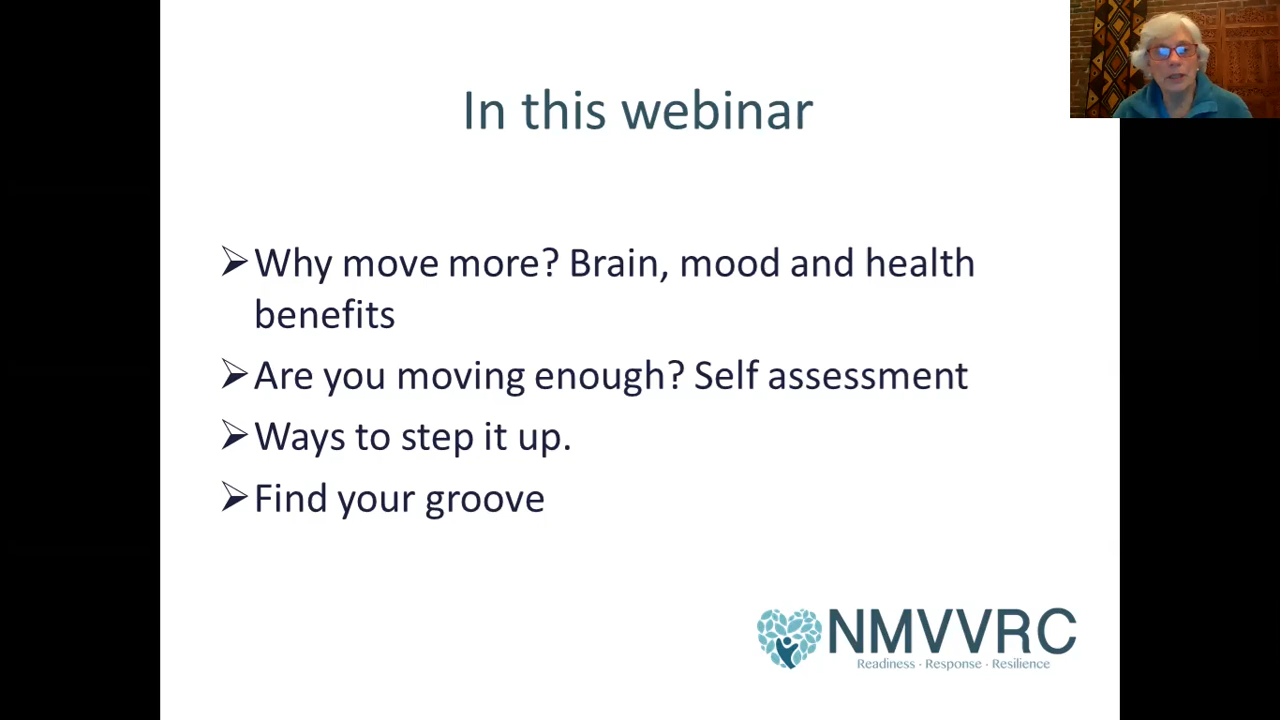 In this webinar
➢Why move more? Brain, mood and health
benefits
➢Are you moving enough? Self assessment
➢Ways to step it up.
➢Find your groove
NMVVRC
Readiness · Response · Resilience